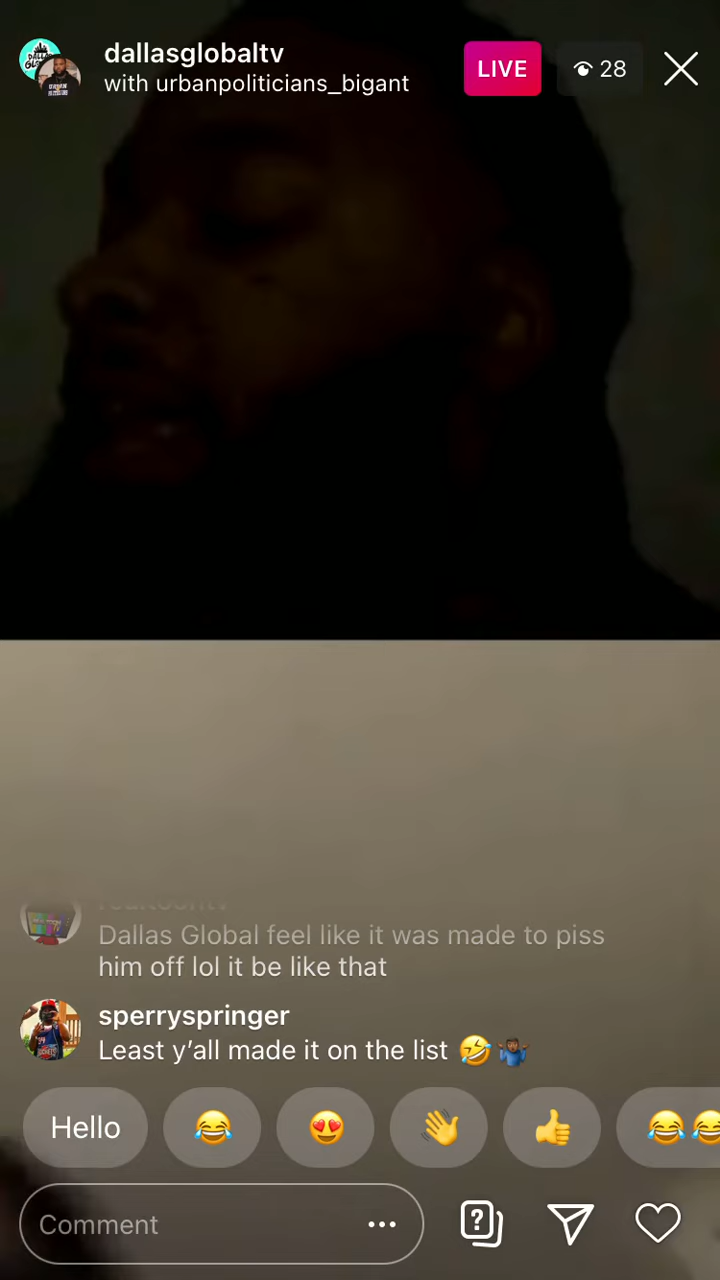 dallasglobaltv
with urbanpoliticians_bigant
LIVE
28
Dallas Global feel like it was made to piss
him off lol it be like that
sperryspringer
Least y'all made it on the list 🤣🤷🏾‍♂️
Hello
Comment